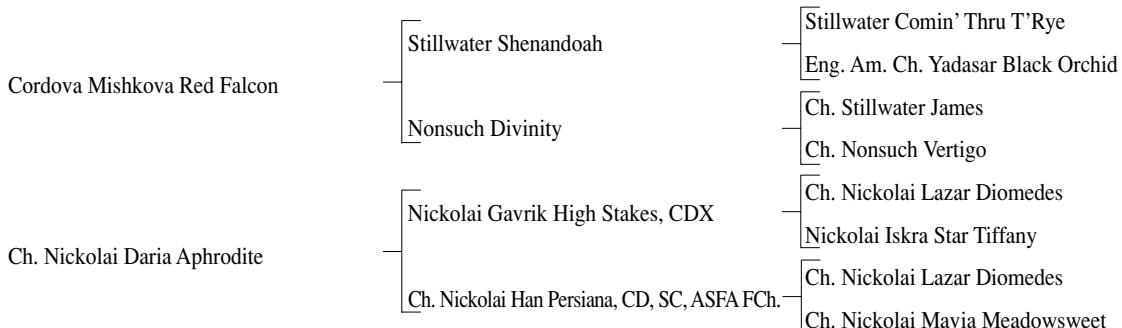 Stillwater Comin' Thru T'Rye
Stillwater Shenandoah
Eng. Am. Ch. Yadasar Black Orchid
Cordova Mishkova Red Falcon
Ch. Stillwater James
Nonsuch Divinity
Ch. Nonsuch Vertigo
Ch. Nickolai Lazar Diomedes
Nickolai Gavrik High Stakes, CDX
Nickolai Iskra Star Tiffany
Ch. Nickolai Daria Aphrodite
Ch. Nickolai Lazar Diomedes
Ch. Nickolai Han Persiana, CD, SC, ASFA FCh.
Ch. Nickolai Mavia Meadowsweet